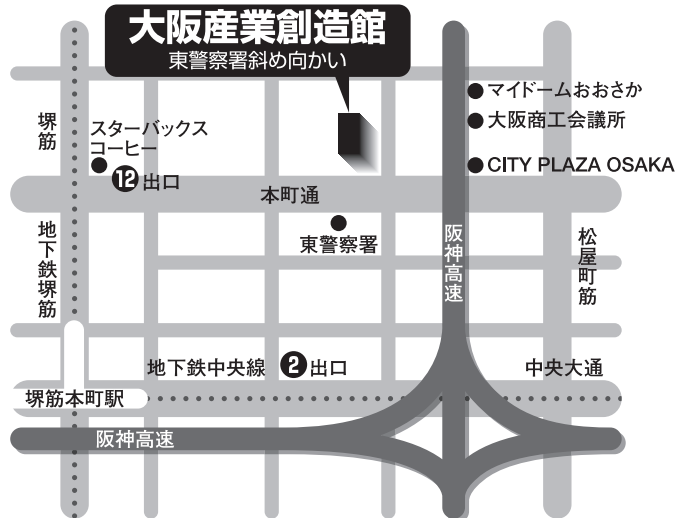 大阪産業創造館
東警察署斜め向かい
マイドームおおさか
大阪商工会議所
CITY PLAZA OSAKA
堺筋
スターバックス
コーヒー
12出口
本町通
東警察署
地下鉄堺筋
阪神高速
松屋町筋
地下鉄中央線 2出口
中央大通
堺筋本町駅
阪神高速